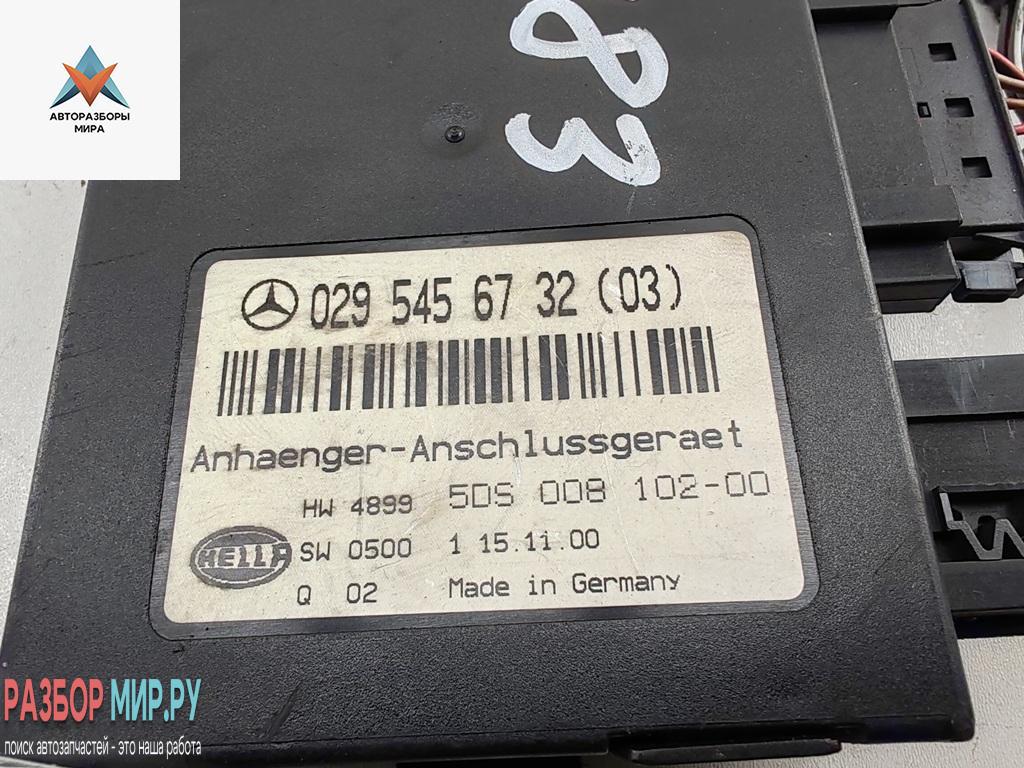 АВТОРАЗБОРЫ
МИРА
83
029 545 67 32 (03)
Anhaenger-Anschlussgeraet
HW 4899 5DS 008 102-00
HELLA
SW 0500 1 15.11.00
Q 02 Made in Germany
РАЗБОР МИР.РУ
поиск автозапчастей - это наша работа